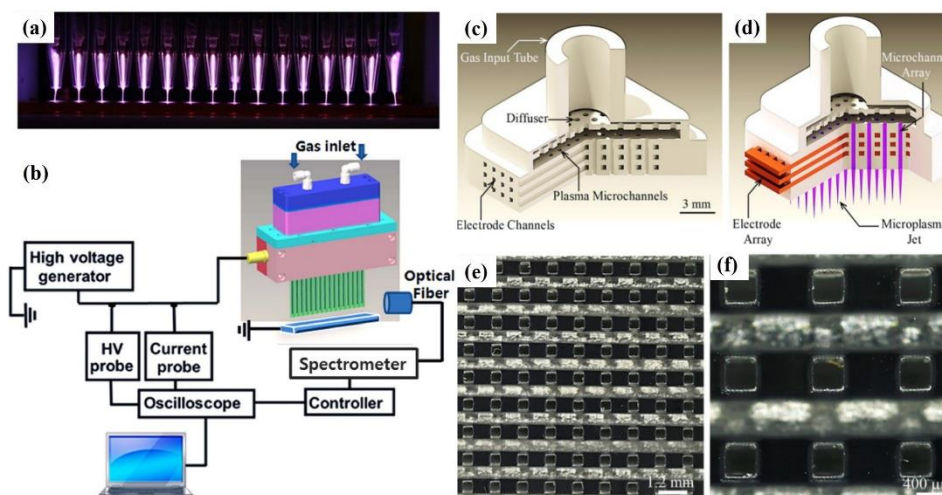 (a)
(b)
Gas inlet
High voltage
generator
HV
probe
Current
probe
Oscilloscope
Controller
Spectrometer
Optical
Fiber
(c)
Gas Input Tube
Diffuser
Plasma Microchannels
Electrode Channels
3 mm
(d)
Microchann
Array
Electrode
Array
Microplasm
Jet
(e)
1.2 mm
(f)
400 µ